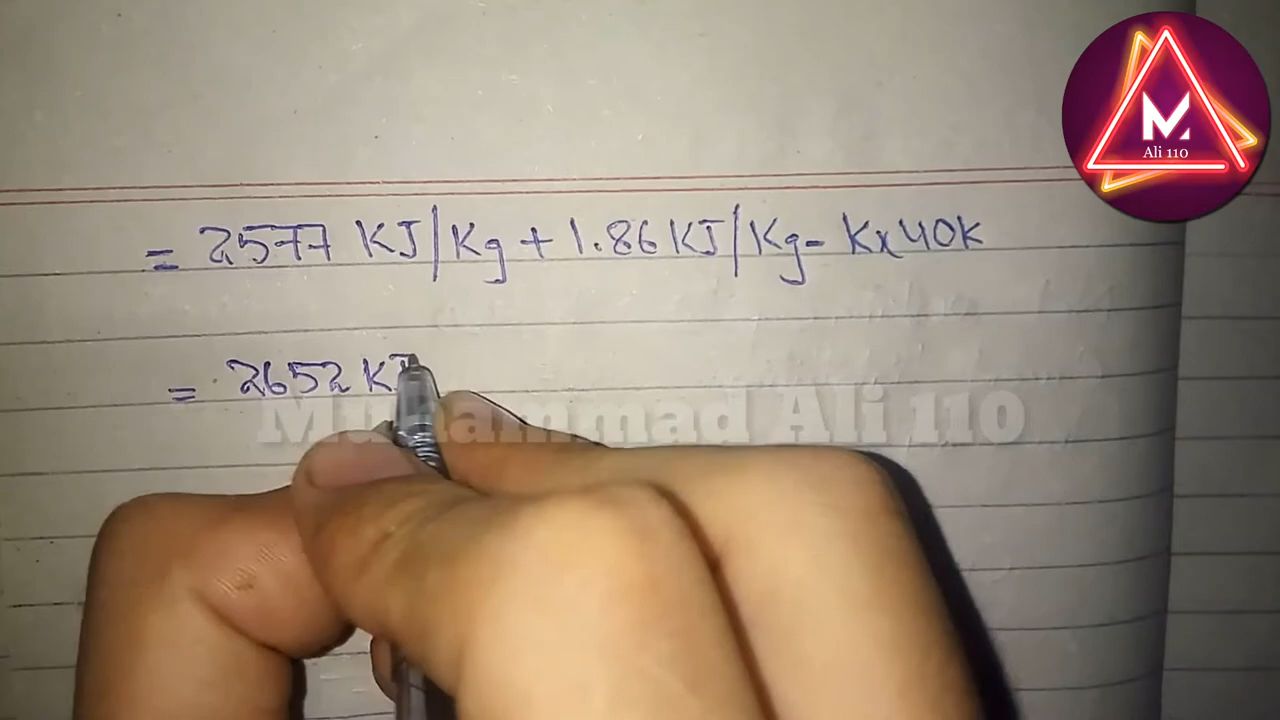 M
Ali 110
= 2577 KJ/Kg + 1.86 KJ/Kg - K x 40K
= 2652 KJ
Muhammad Ali 110